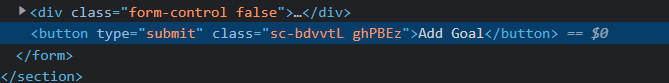 ▶<div class="form-control false">…</div>
<button type="submit" class="sc-bdvvtL ghPBEz">Add Goal</button> == $0
</form>
</section>